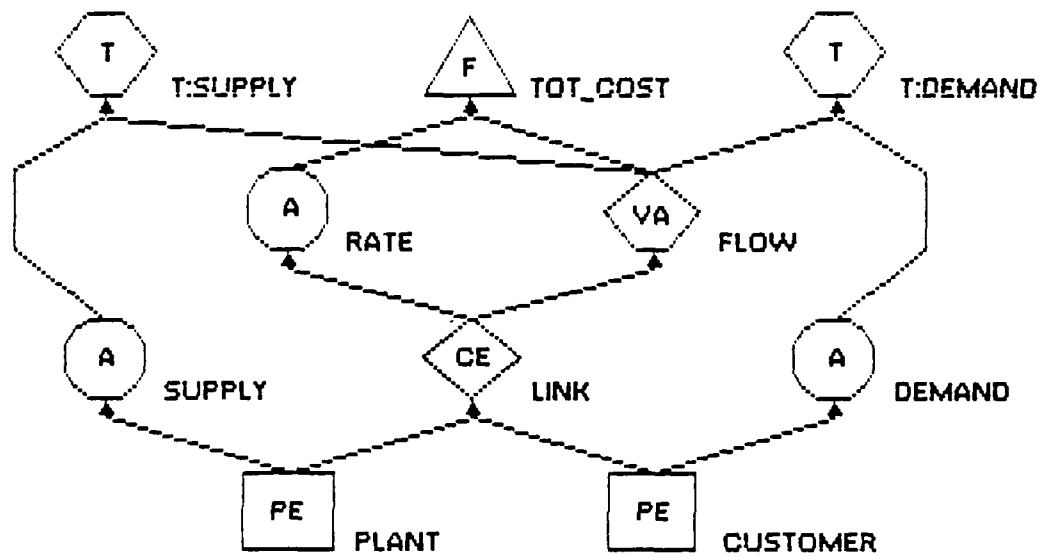 T
F
T
T:SUPPLY
TOT_COST
T:DEMAND
A
VA
RATE
FLOW
A
CE
A
SUPPLY
LINK
DEMAND
PE
PE
PLANT
CUSTOMER